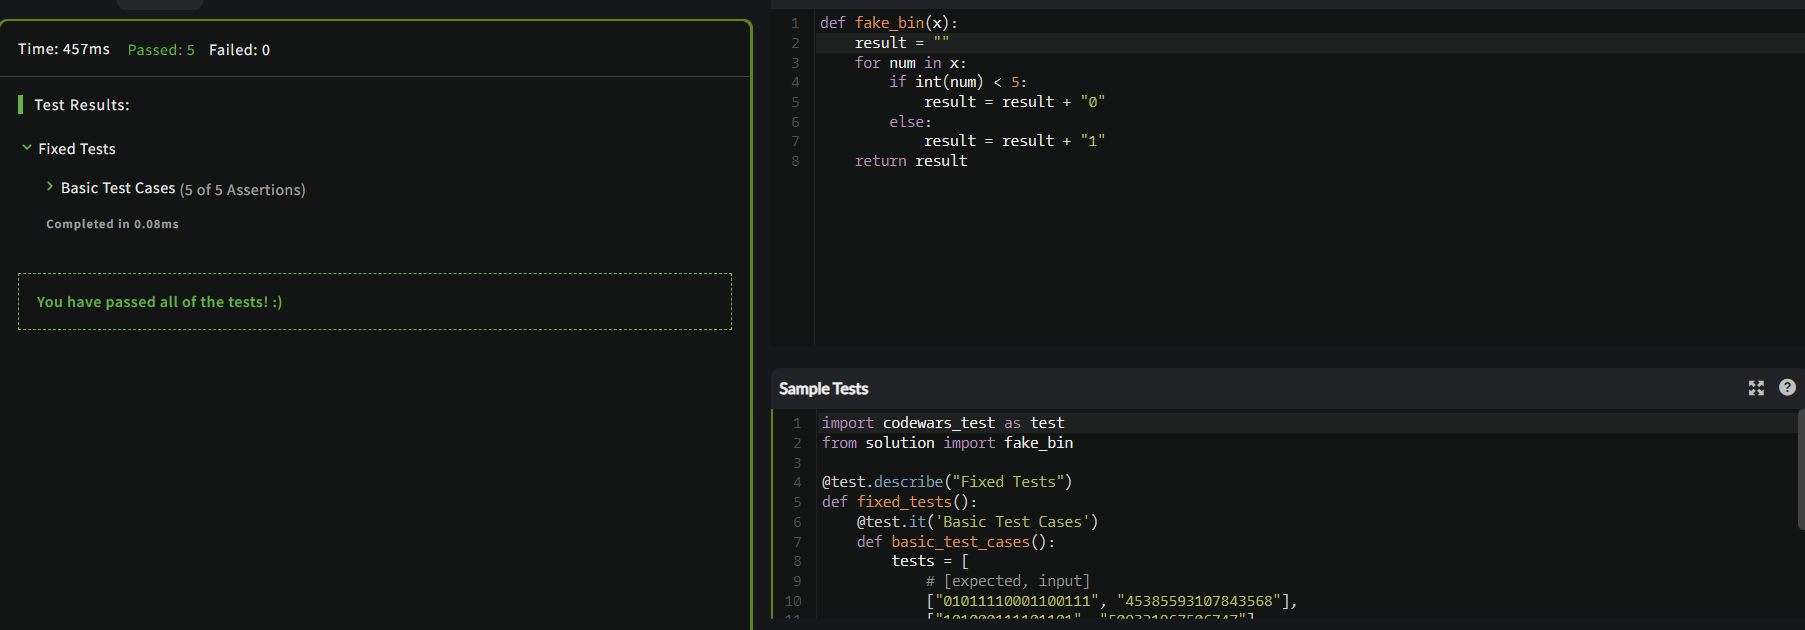 Time: 457ms Passed: 5 Failed: 0
Test Results:
Fixed Tests
Basic Test Cases (5 of 5 Assertions)
Completed in 0.08ms
You have passed all of the tests! :)
1 def fake_bin(x):
2     result = ""
3     for num in x:
4         if int(num) < 5:
5             result = result + "0"
6         else:
7             result = result + "1"
8     return result
Sample Tests
?
1 import codewars_test as test
2 from solution import fake_bin
3
4 @test.describe("Fixed Tests")
5 def fixed_tests():
6     @test.it('Basic Test Cases')
7     def basic_test_cases():
8         tests = [
9             # [expected, input]
10             ["01011110001100111", "45385593107843568"],